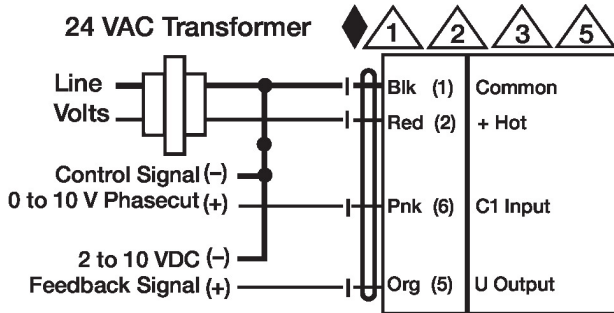 24 VAC Transformer
1 2 3 5
Line
Volts
Blk (1) Common
Red (2) + Hot
Control Signal (–)
0 to 10 V Phasecut (+)
Pnk (6) C1 Input
2 to 10 VDC (–)
Feedback Signal (+)
Org (5) U Output